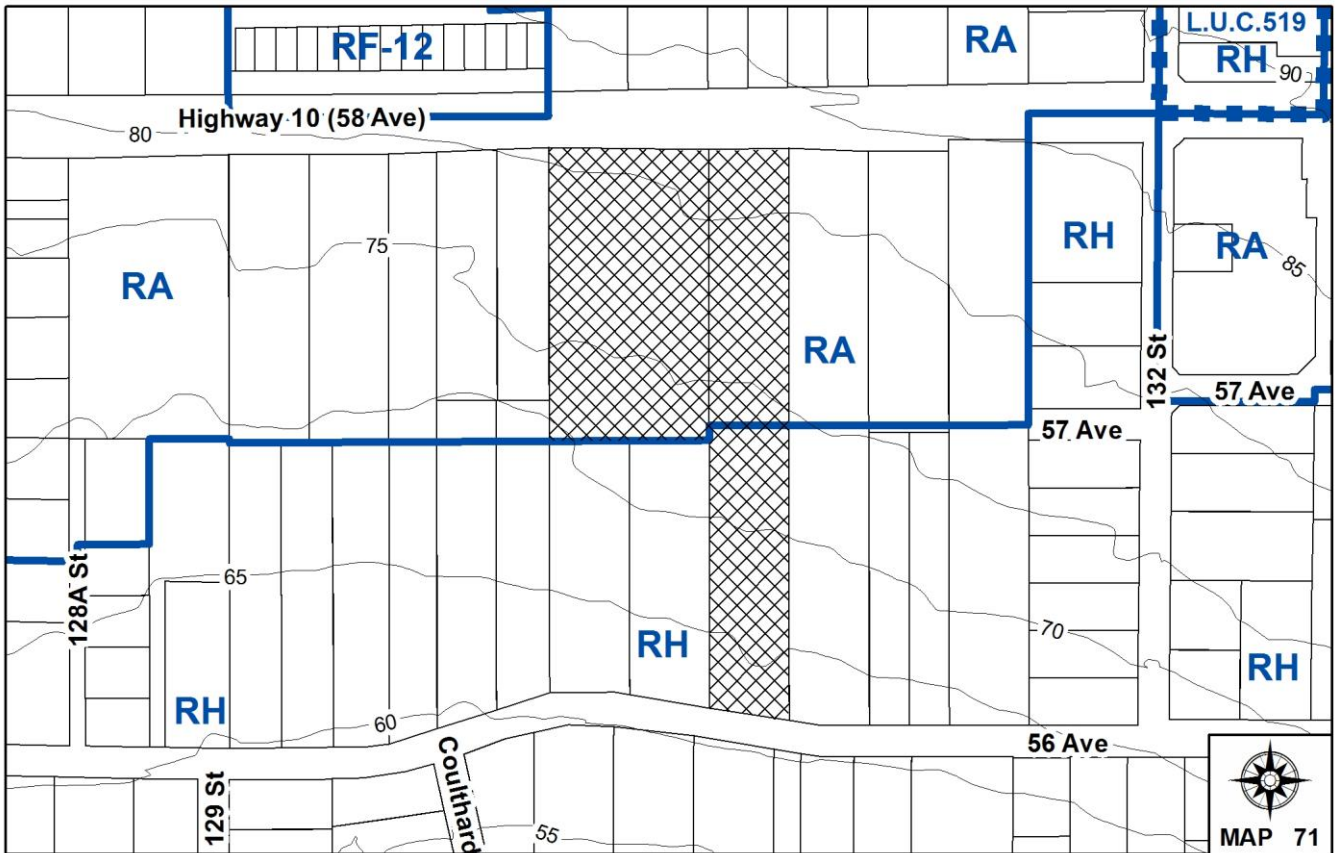 L.U.C.519
RF-12
RA
RH
90
Highway 10 (58 Ave)
80
75
RA
RH
RA
85
RA
132 St
57 Ave
57 Ave
128A St
65
70
RH
RH
RH
60
56 Ave
129 St
Coulthard
55
MAP 71